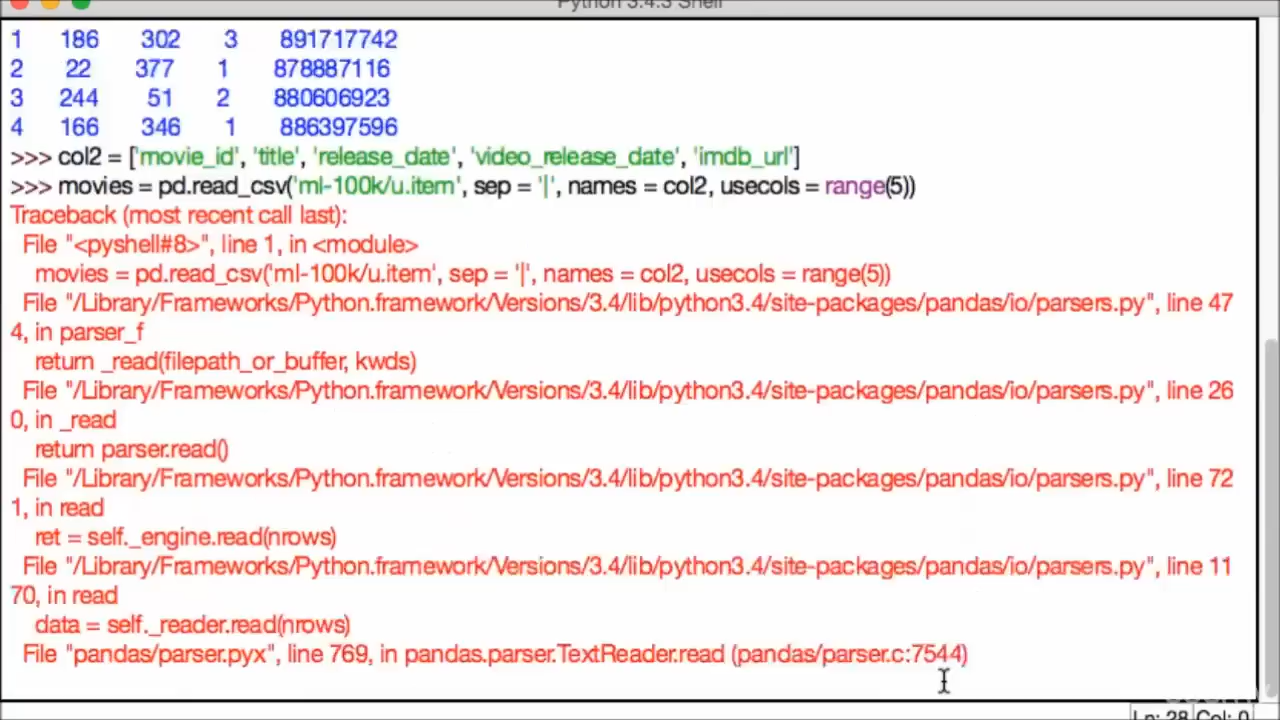 Python 3.4.3 Shell
1 186 302 3 891717742
2 22 377 1 878887116
3 244 51 2 880606923
4 166 346 1 886397596
>>> col2 = ['movie_id', 'title', 'release_date', 'video_release_date', 'imdb_url']
>>> movies = pd.read_csv('ml-100k/u.item', sep = '|', names = col2, usecols = range(5))
Traceback (most recent call last):
File "<pyshell#8>", line 1, in <module>
movies = pd.read_csv('ml-100k/u.item', sep = '|', names = col2, usecols = range(5))
File "/Library/Frameworks/Python.framework/Versions/3.4/lib/python3.4/site-packages/pandas/io/parsers.py", line 47
4, in parser_f
return _read(filepath_or_buffer, kwds)
File "/Library/Frameworks/Python.framework/Versions/3.4/lib/python3.4/site-packages/pandas/io/parsers.py", line 26
0, in _read
return parser.read()
File "/Library/Frameworks/Python.framework/Versions/3.4/lib/python3.4/site-packages/pandas/io/parsers.py", line 72
1, in read
ret = self._engine.read(nrows)
File "/Library/Frameworks/Python.framework/Versions/3.4/lib/python3.4/site-packages/pandas/io/parsers.py", line 11
70, in read
data = self._reader.read(nrows)
File "pandas/parser.pyx", line 769, in pandas.parser.TextReader.read (pandas/parser.c:7544)
Ln: 28 Col: 0